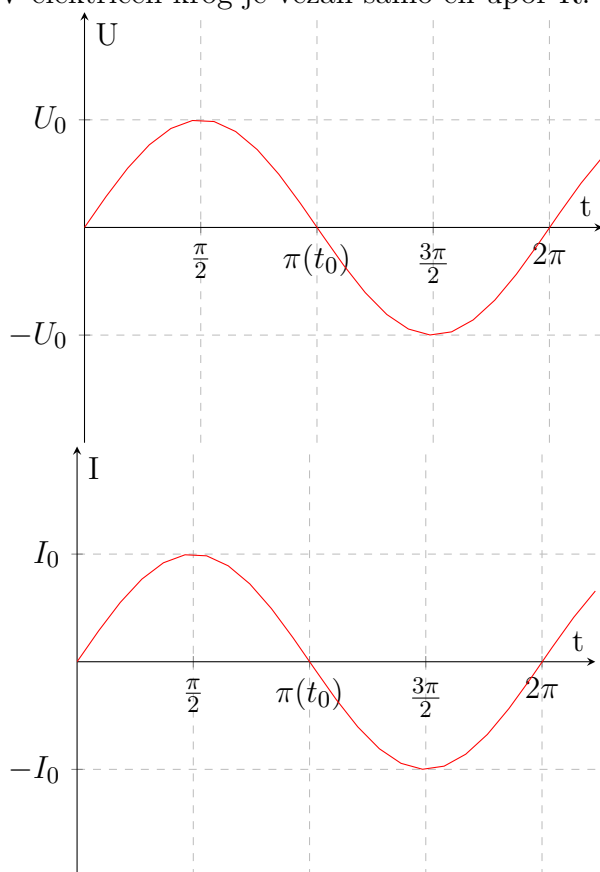 V električen krog je vezan samo en upor R.
U
U₀
t
π/2
π(t₀)
3π/2
2π
−U₀
I
I₀
t
π/2
π(t₀)
3π/2
2π
−I₀